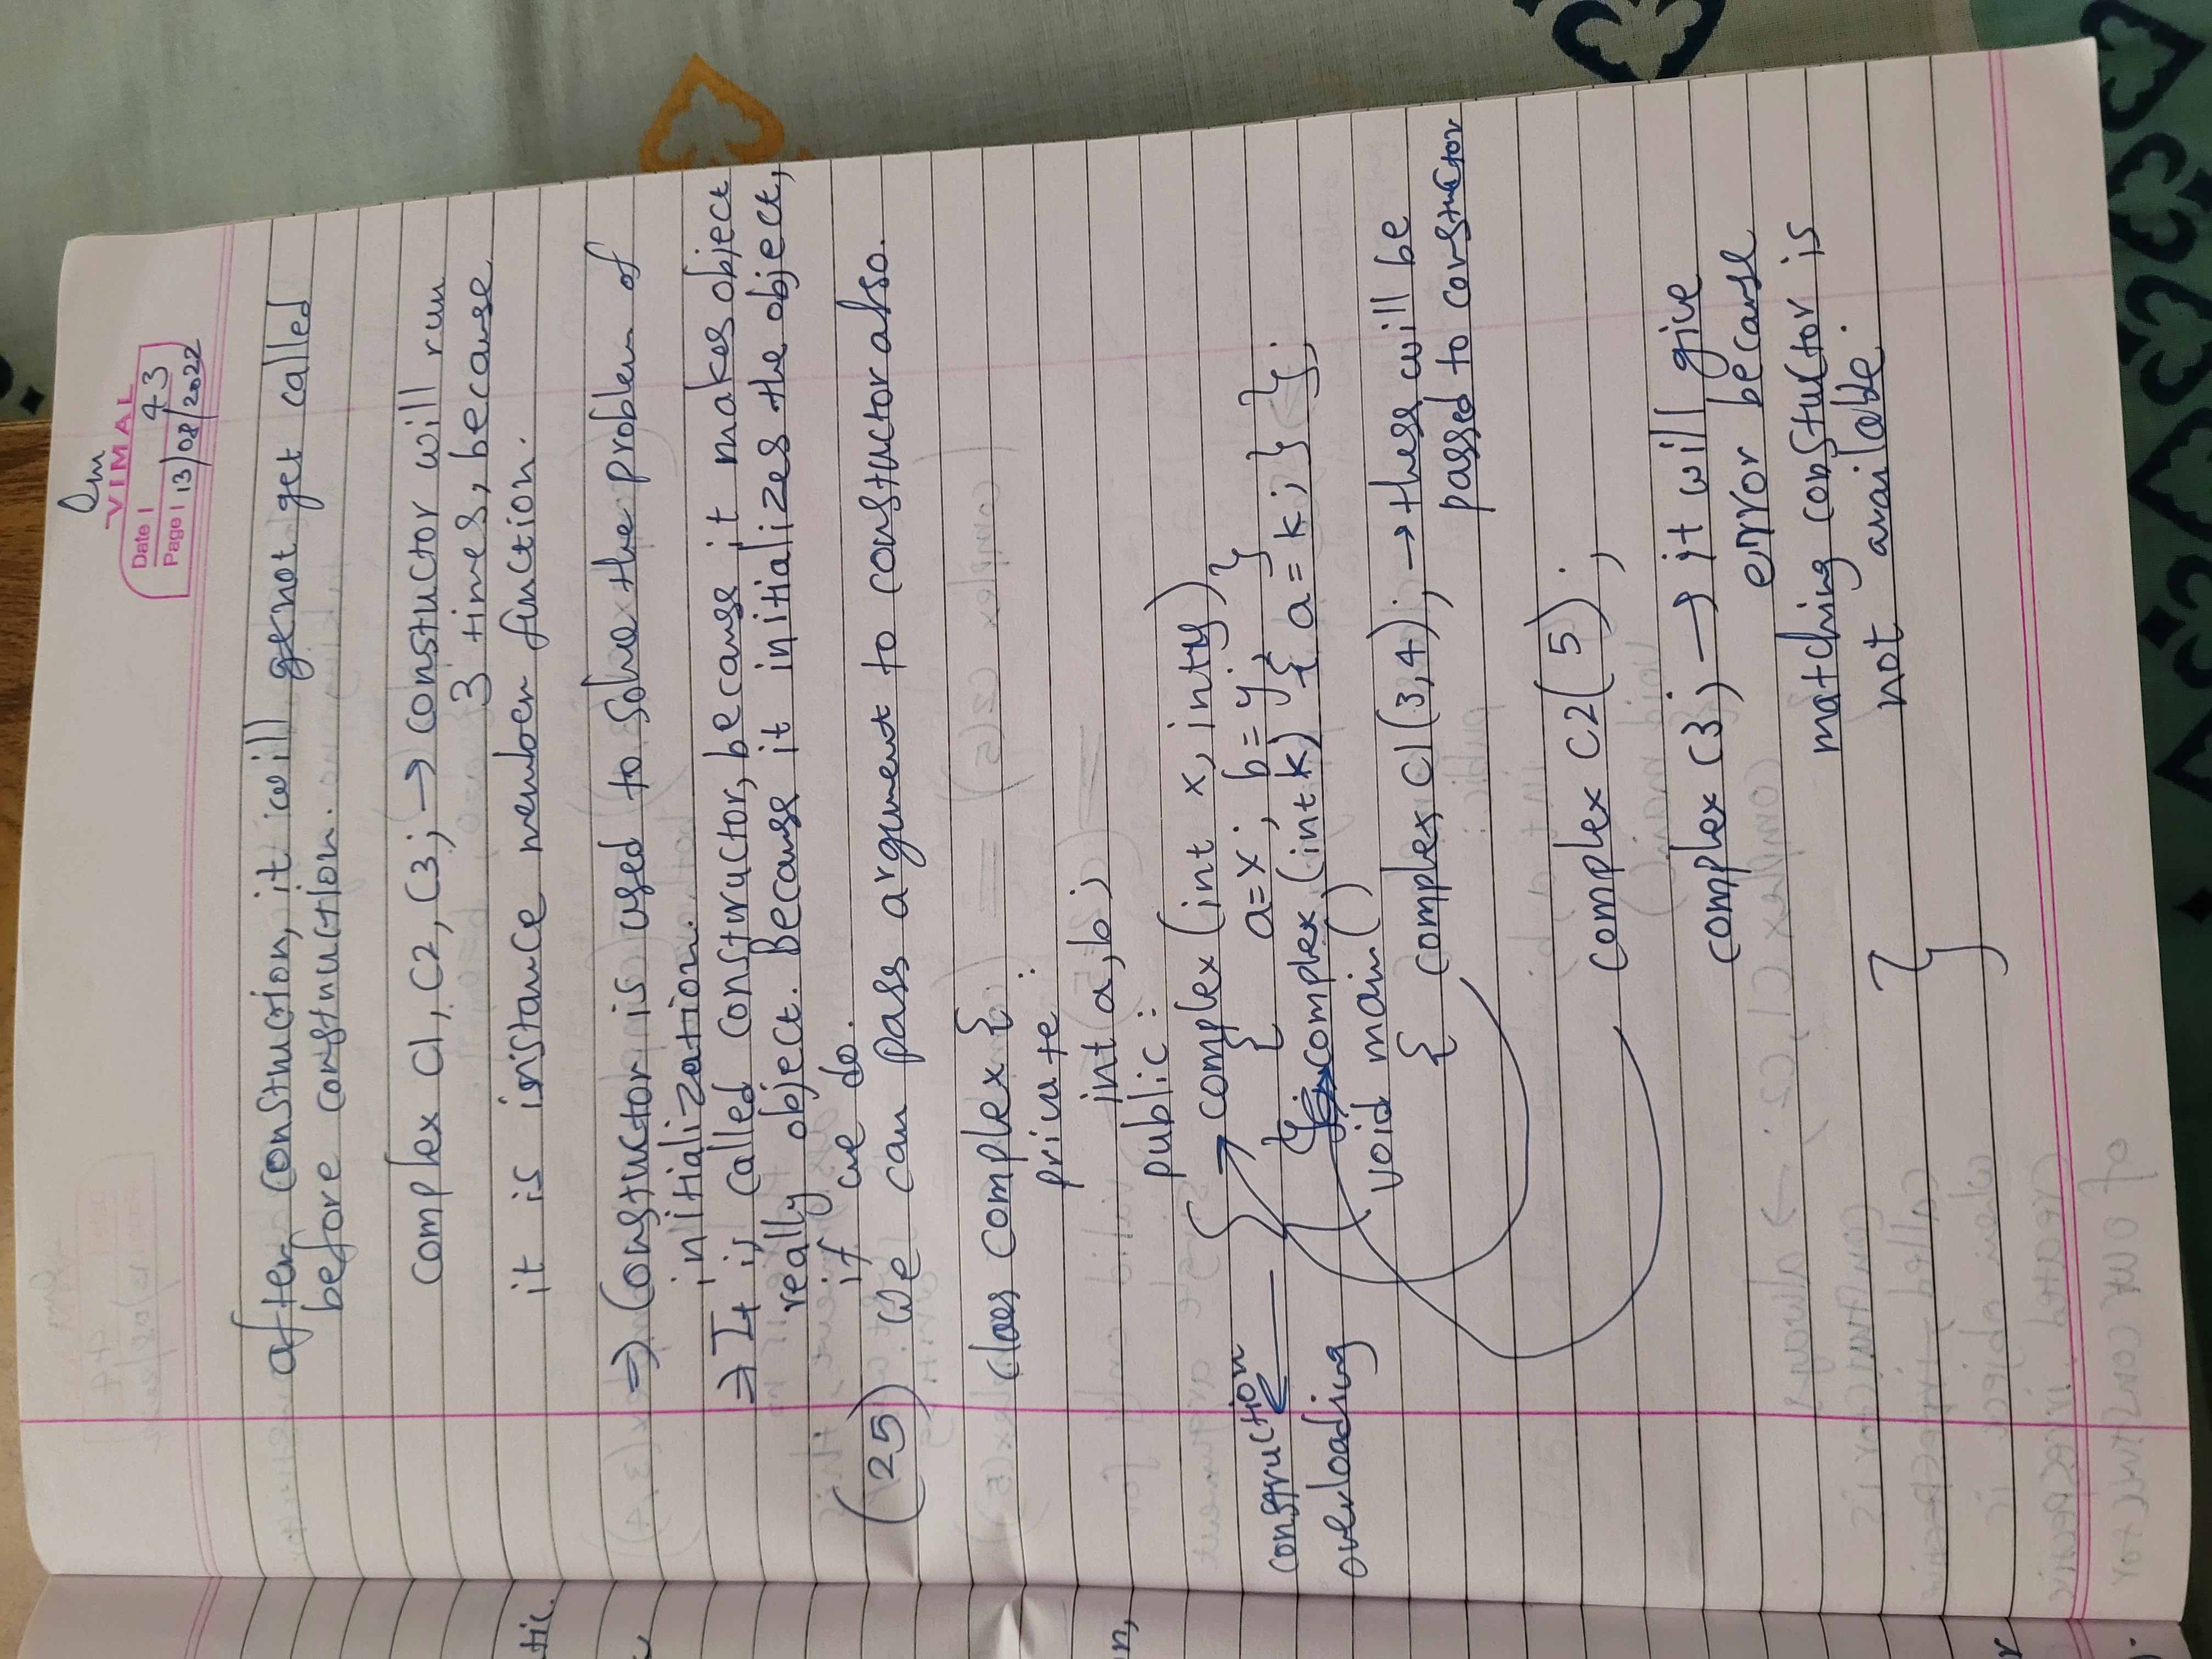 Om
VIMAL
Date | 43
Page | 13/08/2022
after construcion, it will not get called
before construction.
complex C1, C2, C3; → constuctor will run
3 times, because
it is instance member function.
⇒ Constuctor is used to solve the problem of
initialization.
⇒ It is called constructor, because it makes object
really object. Because it initializes the object,
if we do.
(25) We can pass argument to constuctor also.
class complex {
private :
int a, b;
public :
complex (int x, int y)
{ a=x; b=y; }
complex (int k) { a = k; } };
construction
overloading
void main()
{ complex C1(3,4); → these will be
passed to constuctor
complex C2(5);
complex C3; → it will give
error because
matching constuctor is
not available.
}
tic.
n,
r